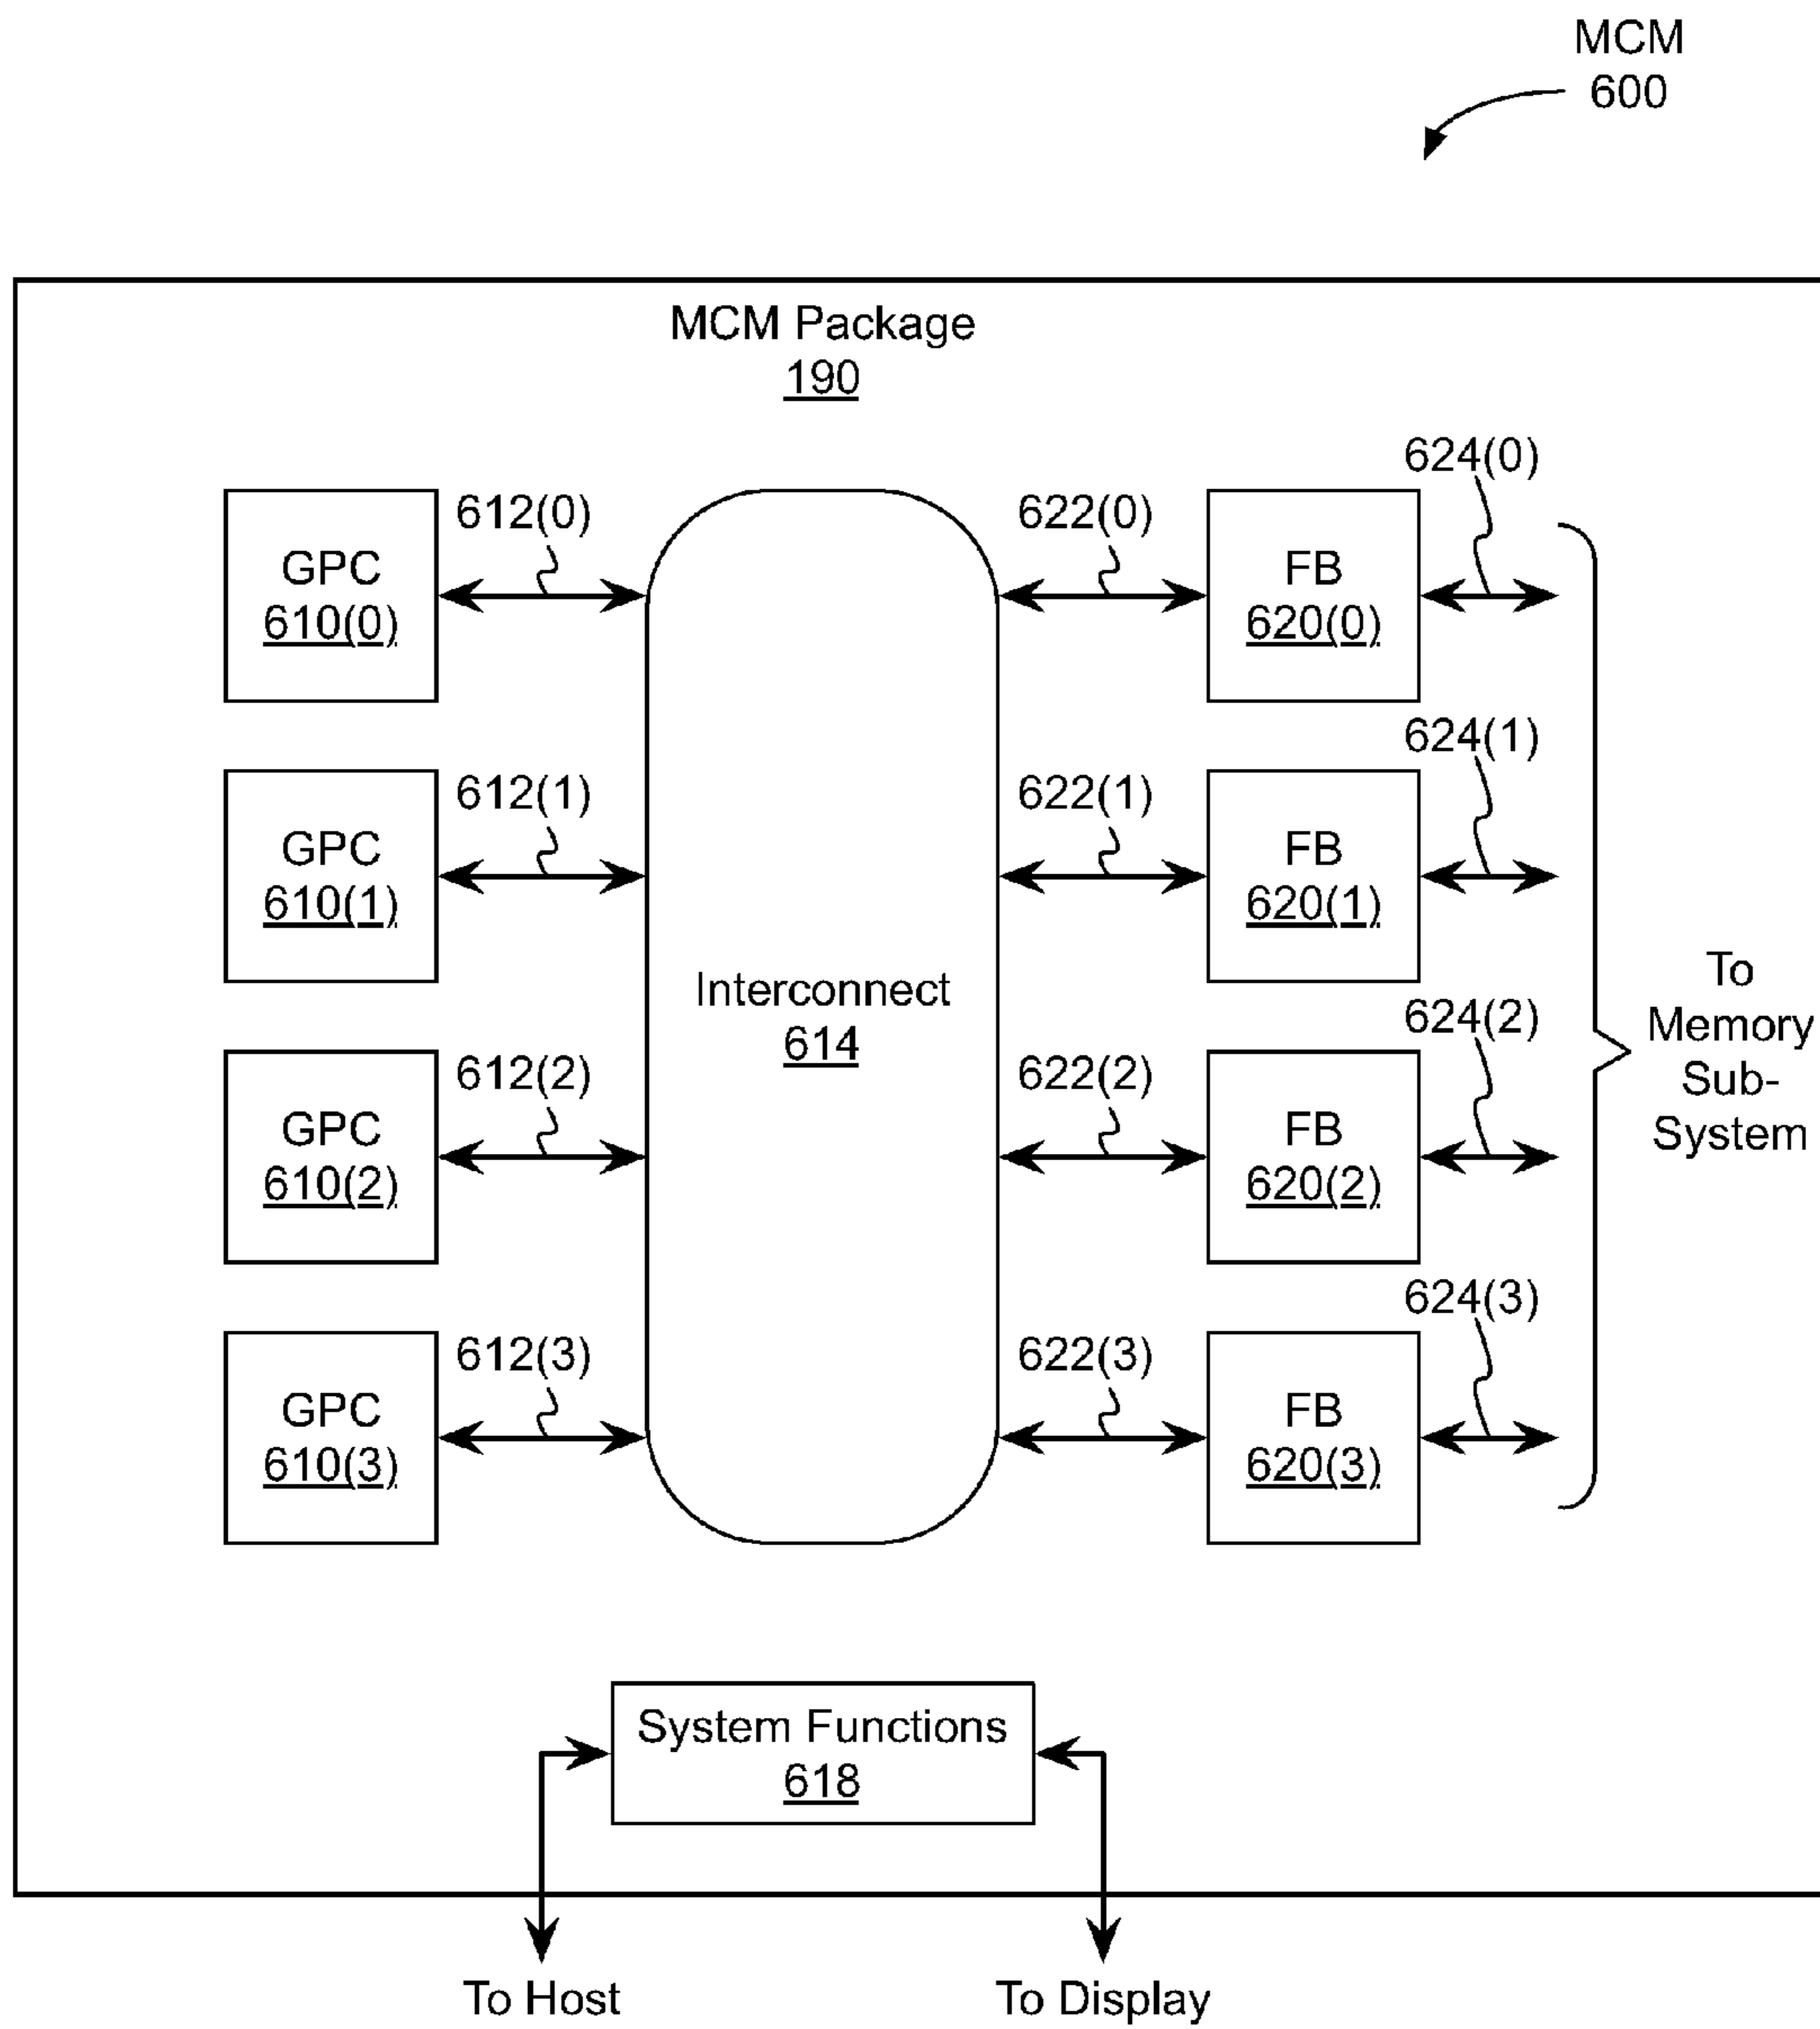 MCM
600
MCM Package
190
624(0)
612(0)
622(0)
GPC
610(0)
FB
620(0)
624(1)
612(1)
622(1)
GPC
610(1)
FB
620(1)
Interconnect
614
To
Memory
Sub-
System
624(2)
612(2)
622(2)
GPC
610(2)
FB
620(2)
624(3)
612(3)
622(3)
GPC
610(3)
FB
620(3)
System Functions
618
To Host
To Display